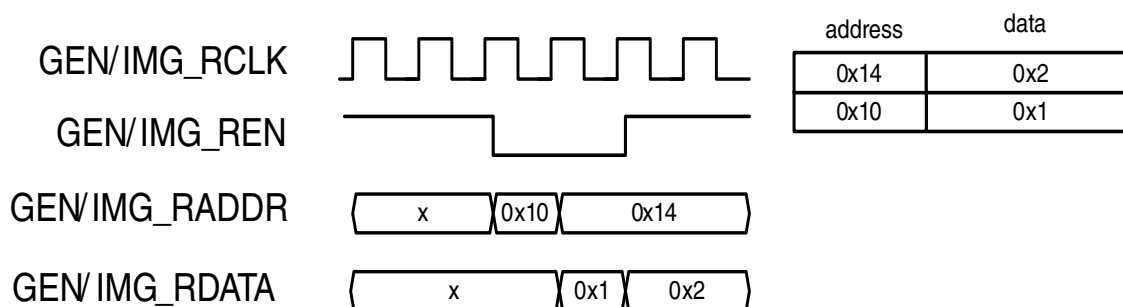 address data
GEN/IMG_RCLK
0x14 0x2
0x10 0x1
GEN/IMG_REN
GEN/IMG_RADDR x 0x10 0x14
GEN/IMG_RDATA x 0x1 0x2